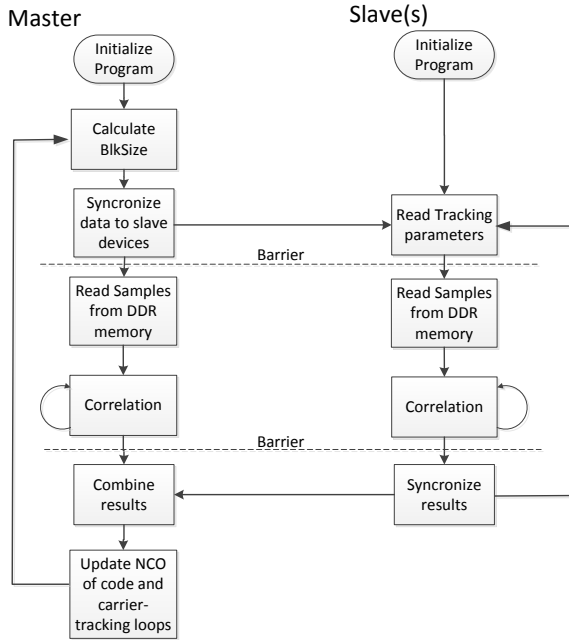 Master
Slave(s)
Initialize
Program
Initialize
Program
Calculate
BlkSize
Syncronize
data to slave
devices
Read Tracking
parameters
Barrier
Read Samples
from DDR
memory
Read Samples
from DDR
memory
Correlation
Correlation
Barrier
Combine
results
Syncronize
results
Update NCO
of code and
carrier-
tracking loops